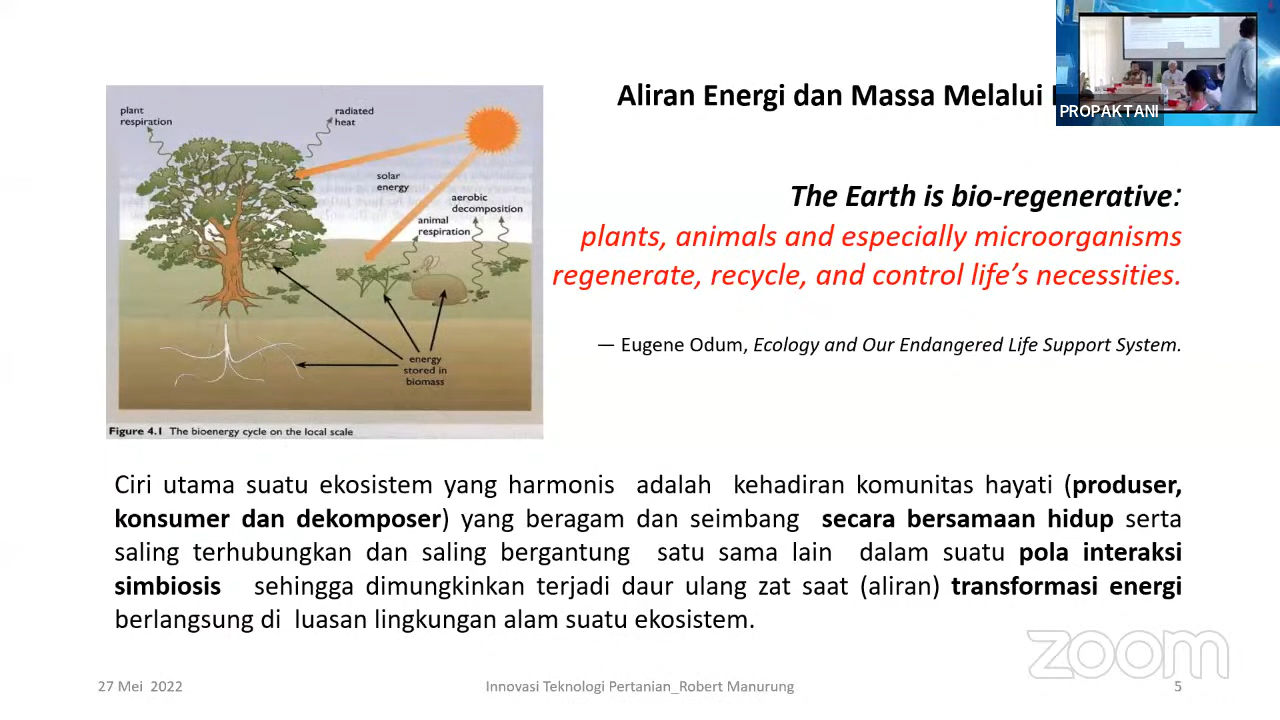 Aliran Energi dan Massa Melalui
PROPAKTANI
plant
respiration
radiated
heat
solar
energy
aerobic
decomposition
animal
respiration
energy
stored in
biomass
Figure 4.1 The bioenergy cycle on the local scale
The Earth is bio-regenerative:
plants, animals and especially microorganisms
regenerate, recycle, and control life’s necessities.
— Eugene Odum, Ecology and Our Endangered Life Support System.
Ciri utama suatu ekosistem yang harmonis adalah kehadiran komunitas hayati (produser,
konsumer dan dekomposer) yang beragam dan seimbang secara bersamaan hidup serta
saling terhubungkan dan saling bergantung satu sama lain dalam suatu pola interaksi
simbiosis sehingga dimungkinkan terjadi daur ulang zat saat (aliran) transformasi energi
berlangsung di luasan lingkungan alam suatu ekosistem.
zoom
27 Mei 2022
Innovasi Teknologi Pertanian_Robert Manurung
5